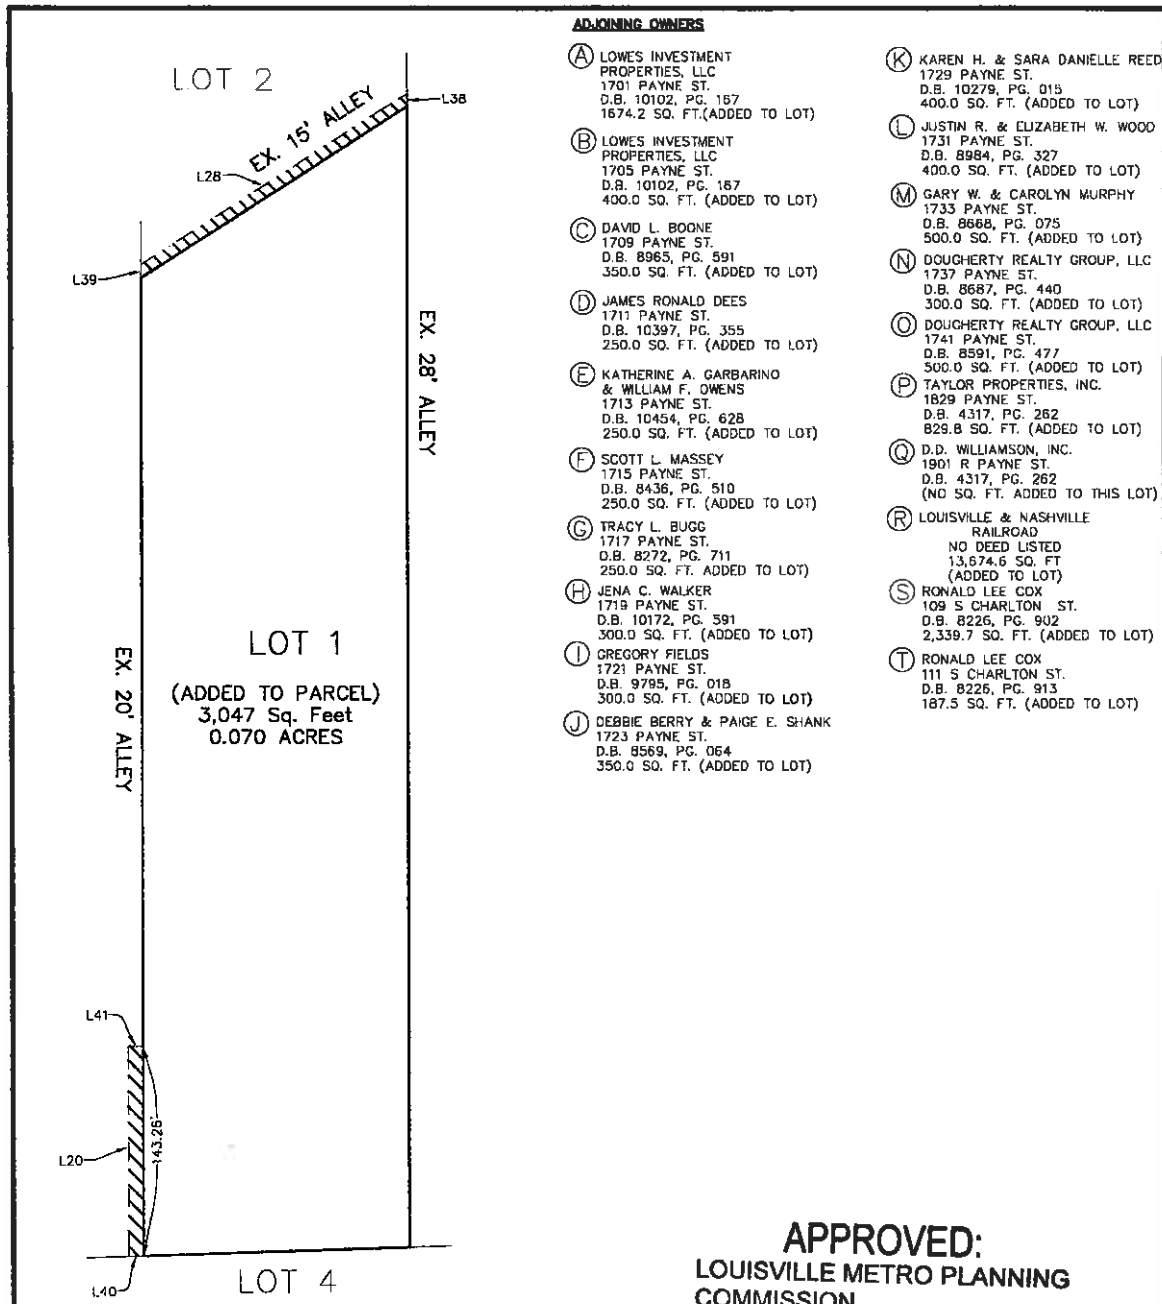 LOT 2
EX. 15' ALLEY
L38
L28
L39
EX. 28' ALLEY
EX. 20' ALLEY
LOT 1
(ADDED TO PARCEL)
3,047 Sq. Feet
0.070 ACRES
L41
143.26'
L20
L40
LOT 4
ADJOINING OWNERS
A LOWES INVESTMENT
PROPERTIES, LLC
1701 PAYNE ST.
D.B. 10102, PG. 167
1674.2 SQ. FT.(ADDED TO LOT)
B LOWES INVESTMENT
PROPERTIES, LLC
1705 PAYNE ST.
D.B. 10102, PG. 167
400.0 SQ. FT. (ADDED TO LOT)
C DAVID L. BOONE
1709 PAYNE ST.
D.B. 8965, PG. 591
350.0 SQ. FT. (ADDED TO LOT)
D JAMES RONALD DEES
1711 PAYNE ST.
D.B. 10397, PG. 355
250.0 SQ. FT. (ADDED TO LOT)
E KATHERINE A. GARBARINO
& WILLIAM F. OWENS
1713 PAYNE ST.
D.B. 10454, PG. 628
250.0 SQ. FT. (ADDED TO LOT)
F SCOTT L. MASSEY
1715 PAYNE ST.
D.B. 8436, PG. 510
250.0 SQ. FT. (ADDED TO LOT)
G TRACY L. BUGG
1717 PAYNE ST.
D.B. 8272, PG. 711
250.0 SQ. FT. ADDED TO LOT)
H JENA C. WALKER
1719 PAYNE ST.
D.B. 10172, PG. 591
300.0 SQ. FT. (ADDED TO LOT)
I GREGORY FIELDS
1721 PAYNE ST.
D.B. 9795, PG. 018
300.0 SQ. FT. (ADDED TO LOT)
J DEBBIE BERRY & PAIGE E. SHANK
1723 PAYNE ST.
D.B. 8569, PG. 064
350.0 SQ. FT. (ADDED TO LOT)
K KAREN H. & SARA DANIELLE REED
1729 PAYNE ST.
D.B. 10279, PG. 015
400.0 SQ. FT. (ADDED TO LOT)
L JUSTIN R. & ELIZABETH W. WOOD
1731 PAYNE ST.
D.B. 8984, PG. 327
400.0 SQ. FT. (ADDED TO LOT)
M GARY W. & CAROLYN MURPHY
1733 PAYNE ST.
D.B. 8668, PG. 075
500.0 SQ. FT. (ADDED TO LOT)
N DOUGHERTY REALTY GROUP, LLC
1737 PAYNE ST.
D.B. 8687, PG. 440
300.0 SQ. FT. (ADDED TO LOT)
O DOUGHERTY REALTY GROUP, LLC
1741 PAYNE ST.
D.B. 8591, PG. 477
500.0 SQ. FT. (ADDED TO LOT)
P TAYLOR PROPERTIES, INC.
1829 PAYNE ST.
D.B. 4317, PG. 262
829.8 SQ. FT. (ADDED TO LOT)
Q D.D. WILLIAMSON, INC.
1901 R PAYNE ST.
D.B. 4317, PG. 262
(NO SQ. FT. ADDED TO THIS LOT)
R LOUISVILLE & NASHVILLE
RAILROAD
NO DEED LISTED
13,674.6 SQ. FT
(ADDED TO LOT)
S RONALD LEE COX
109 S CHARLTON ST.
D.B. 8226, PG. 902
2,339.7 SQ. FT. (ADDED TO LOT)
T RONALD LEE COX
111 S CHARLTON ST.
D.B. 8226, PG. 913
187.5 SQ. FT. (ADDED TO LOT)
APPROVED:
LOUISVILLE METRO PLANNING
COMMISSION